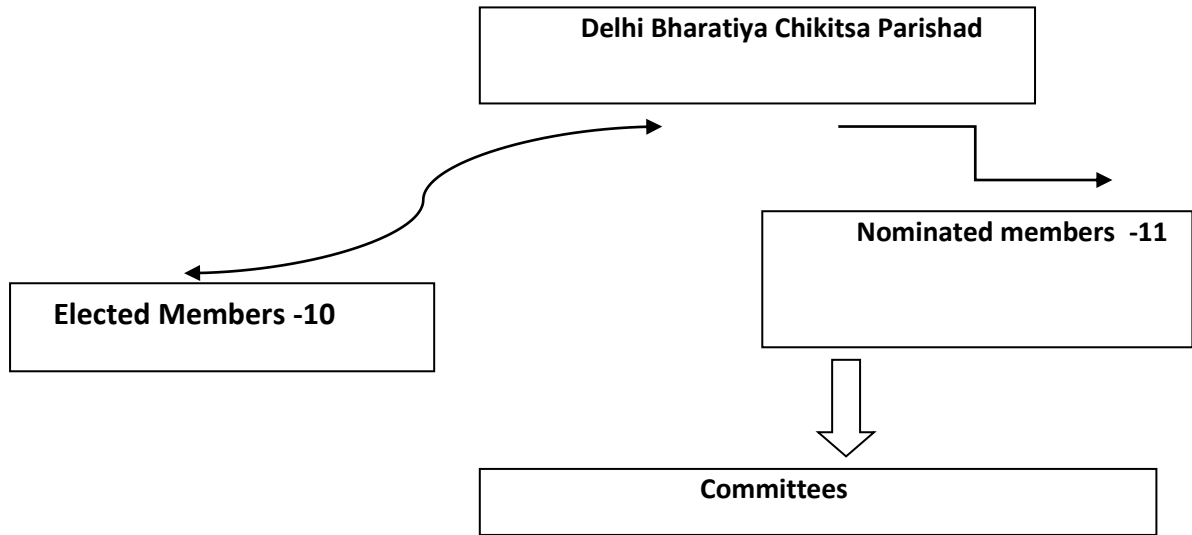 Delhi Bharatiya Chikitsa Parishad
Nominated members -11
Elected Members -10
Committees